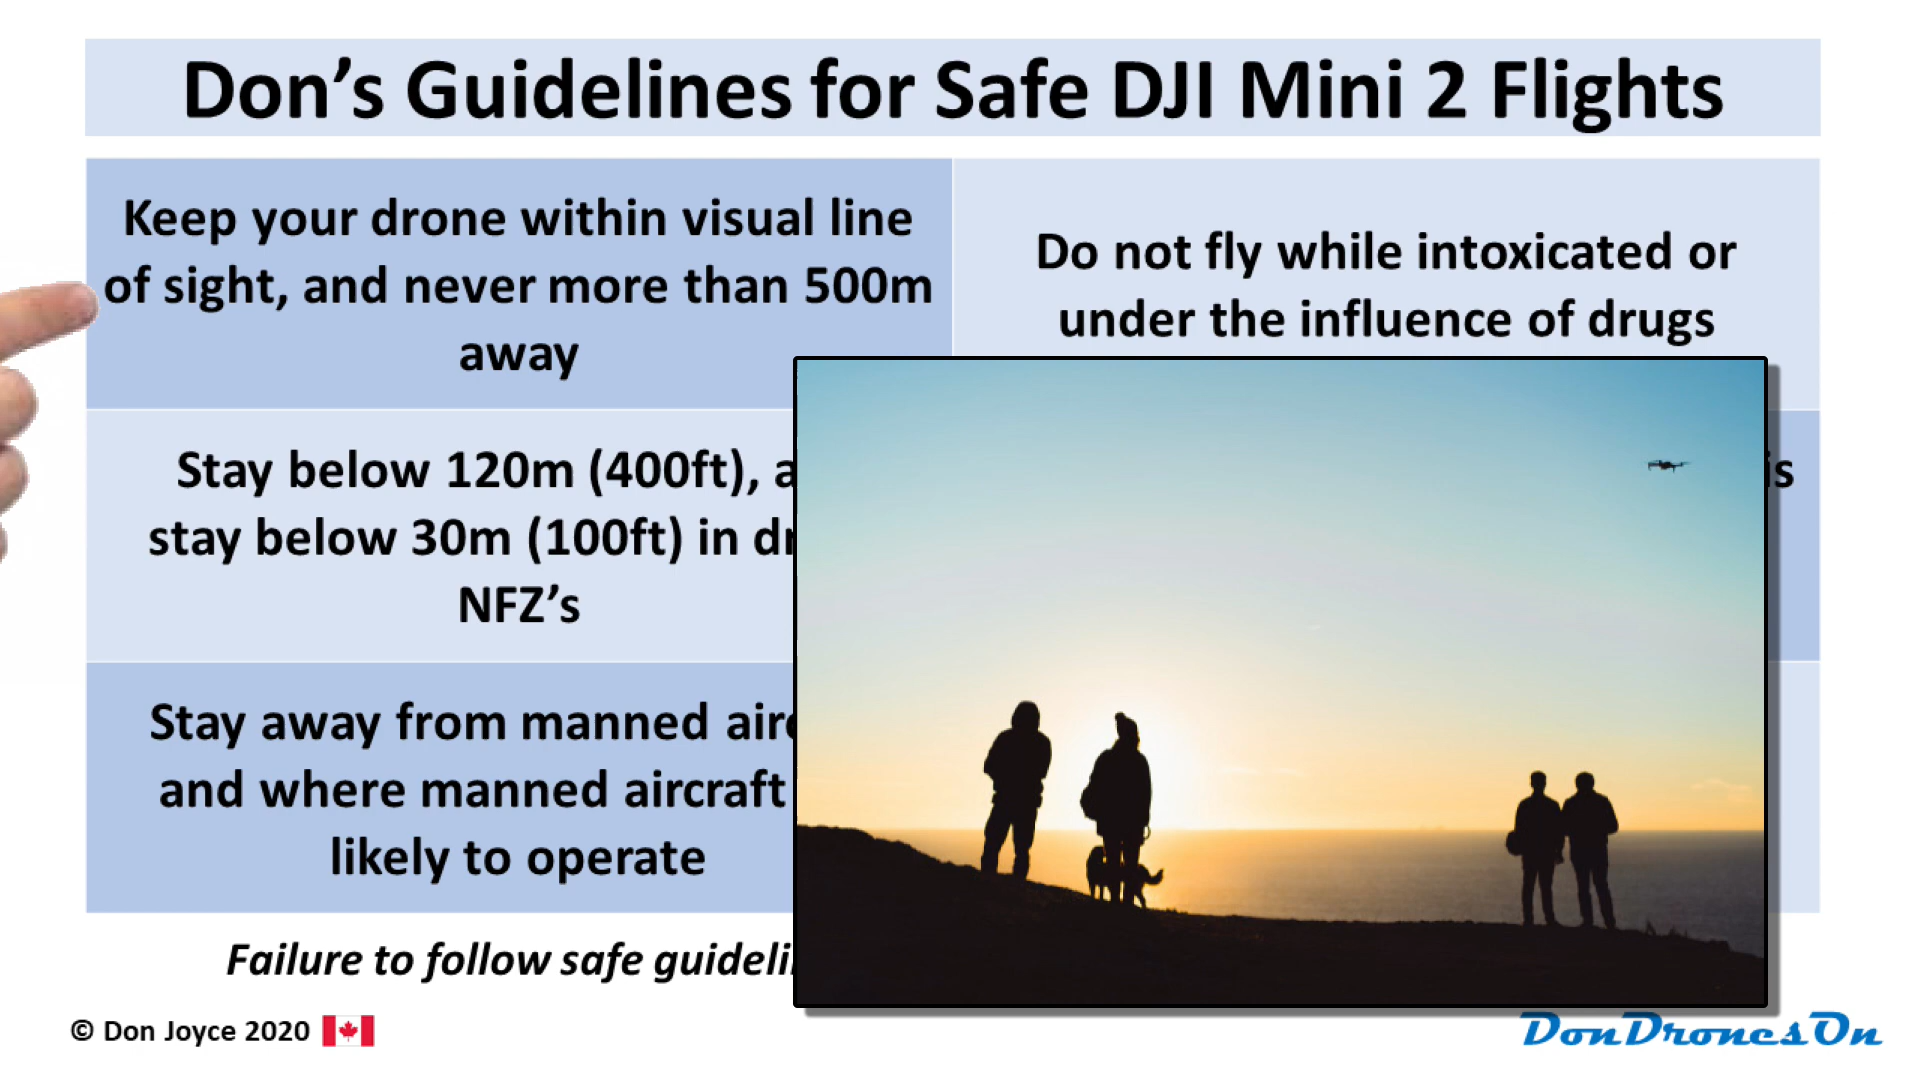 Don's Guidelines for Safe DJI Mini 2 Flights
Keep your drone within visual line
of sight, and never more than 500m
away
Do not fly while intoxicated or
under the influence of drugs
Stay below 120m (400ft),
stay below 30m (100ft) in
NFZ's
is
Stay away from manned
and where manned aircraft
likely to operate
Failure to follow safe
© Don Joyce 2020
DonDronesOn